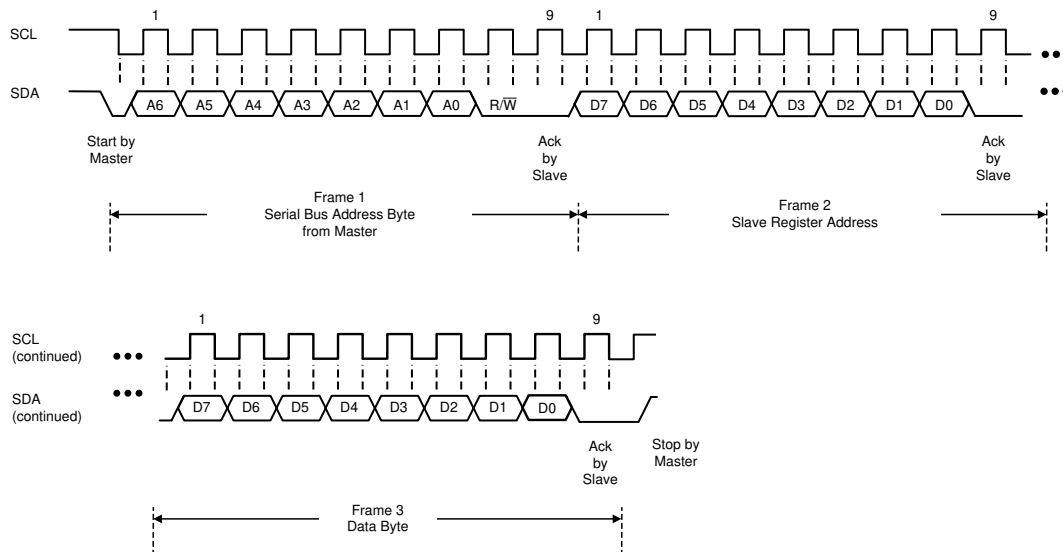 1 9 1 9
SCL
SDA A6 A5 A4 A3 A2 A1 A0 R/W̅ D7 D6 D5 D4 D3 D2 D1 D0
Start by
Master
Ack
by
Slave
Ack
by
Slave
Frame 1
Serial Bus Address Byte
from Master
Frame 2
Slave Register Address
1 9
SCL
(continued)
SDA
(continued)
D7 D6 D5 D4 D3 D2 D1 D0
Ack
by
Slave
Stop by
Master
Frame 3
Data Byte